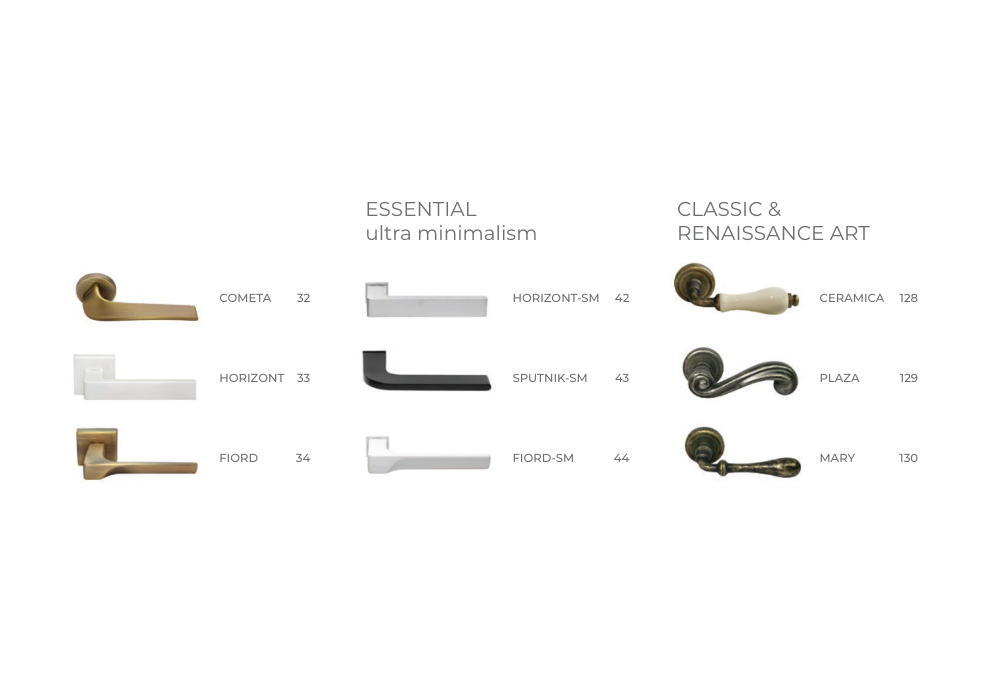 ESSENTIAL
ultra minimalism
CLASSIC &
RENAISSANCE ART
COMETA 32
HORIZONT 33
FIORD 34
HORIZONT-SM 42
SPUTNIK-SM 43
FIORD-SM 44
CERAMICA 128
PLAZA 129
MARY 130